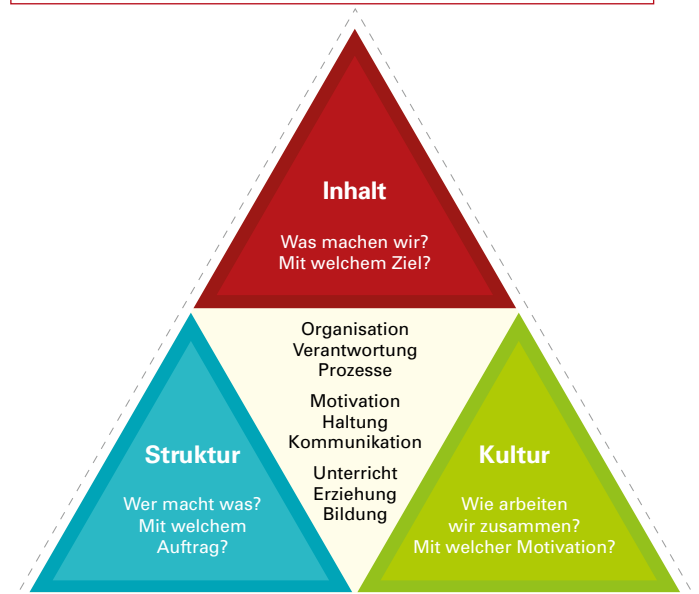 Inhalt
Was machen wir?
Mit welchem Ziel?
Organisation
Verantwortung
Prozesse
Motivation
Haltung
Kommunikation
Unterricht
Erziehung
Bildung
Struktur
Wer macht was?
Mit welchem
Auftrag?
Kultur
Wie arbeiten
wir zusammen?
Mit welcher Motivation?